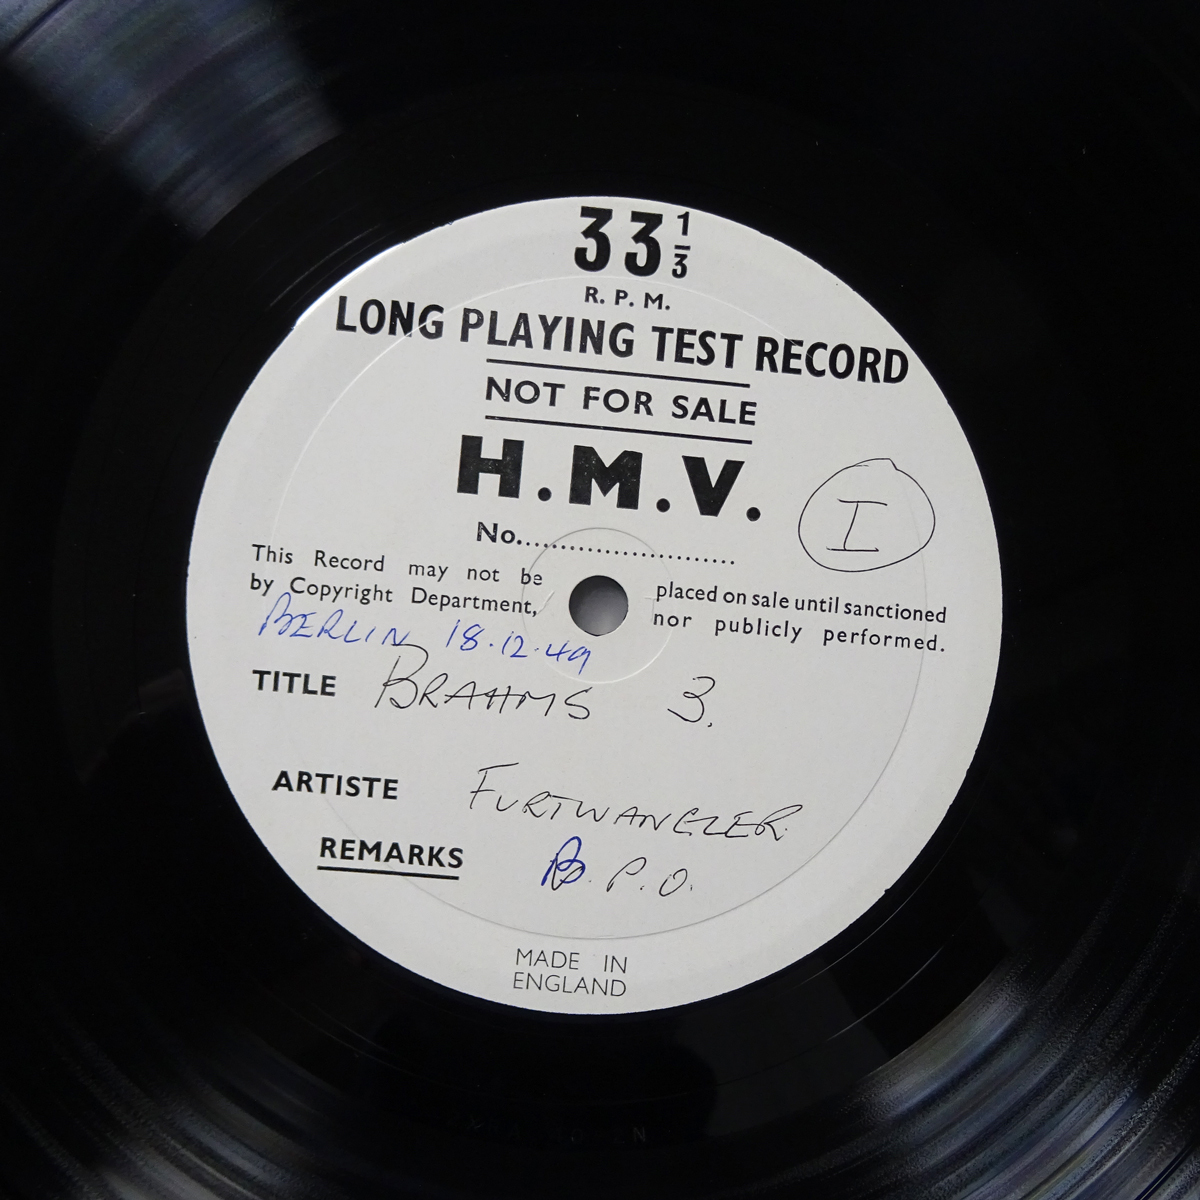 33 1/3
R. P. M.
LONG PLAYING TEST RECORD
NOT FOR SALE
H.M.V.
I
No..........................
This Record may not be placed on sale until sanctioned
by Copyright Department, nor publicly performed.
BERLIN 18.12.49
TITLE BRAHMS 3.
ARTISTE FURTWANGLER
REMARKS B.P.O.
MADE IN
ENGLAND